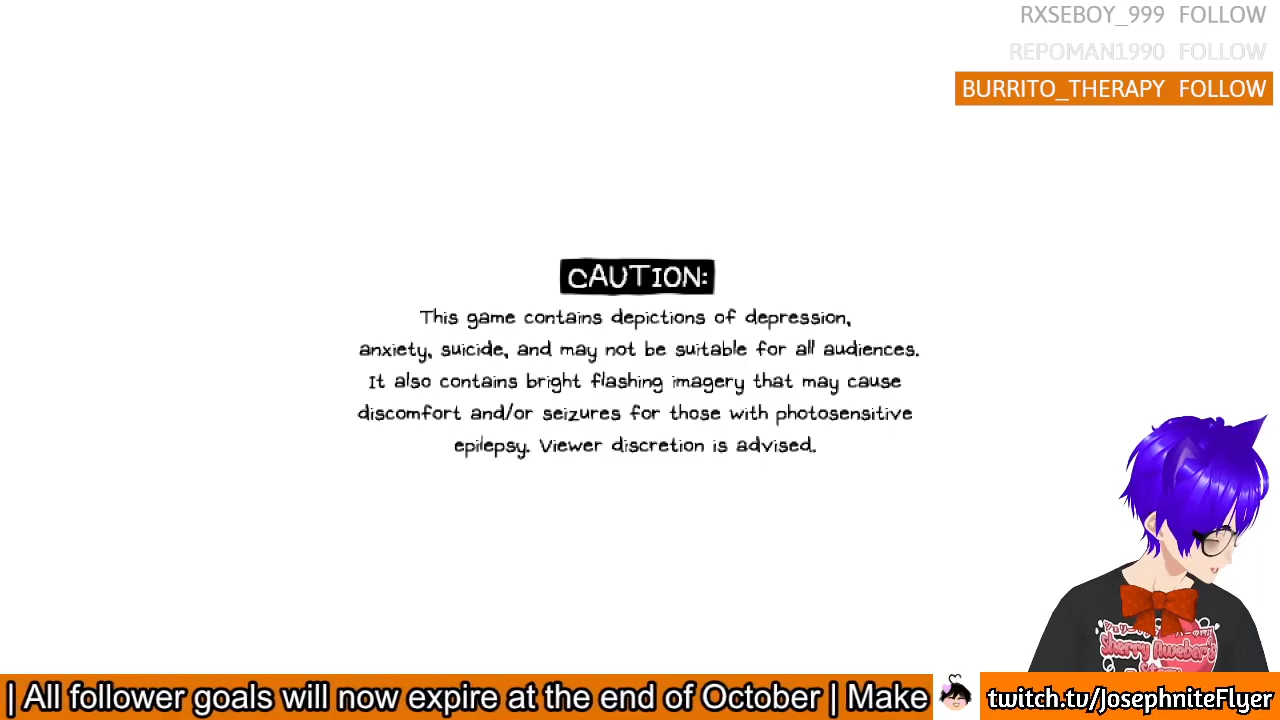 RXSEBOY_999 FOLLOW
REPOMAN1990 FOLLOW
BURRITO_THERAPY FOLLOW
CAUTION:
This game contains depictions of depression,
anxiety, suicide, and may not be suitable for all audiences.
It also contains bright flashing imagery that may cause
discomfort and/or seizures for those with photosensitive
epilepsy. Viewer discretion is advised.
Sherry Aweber's
| All follower goals will now expire at the end of October | Make
twitch.tv/JosephniteFlyer